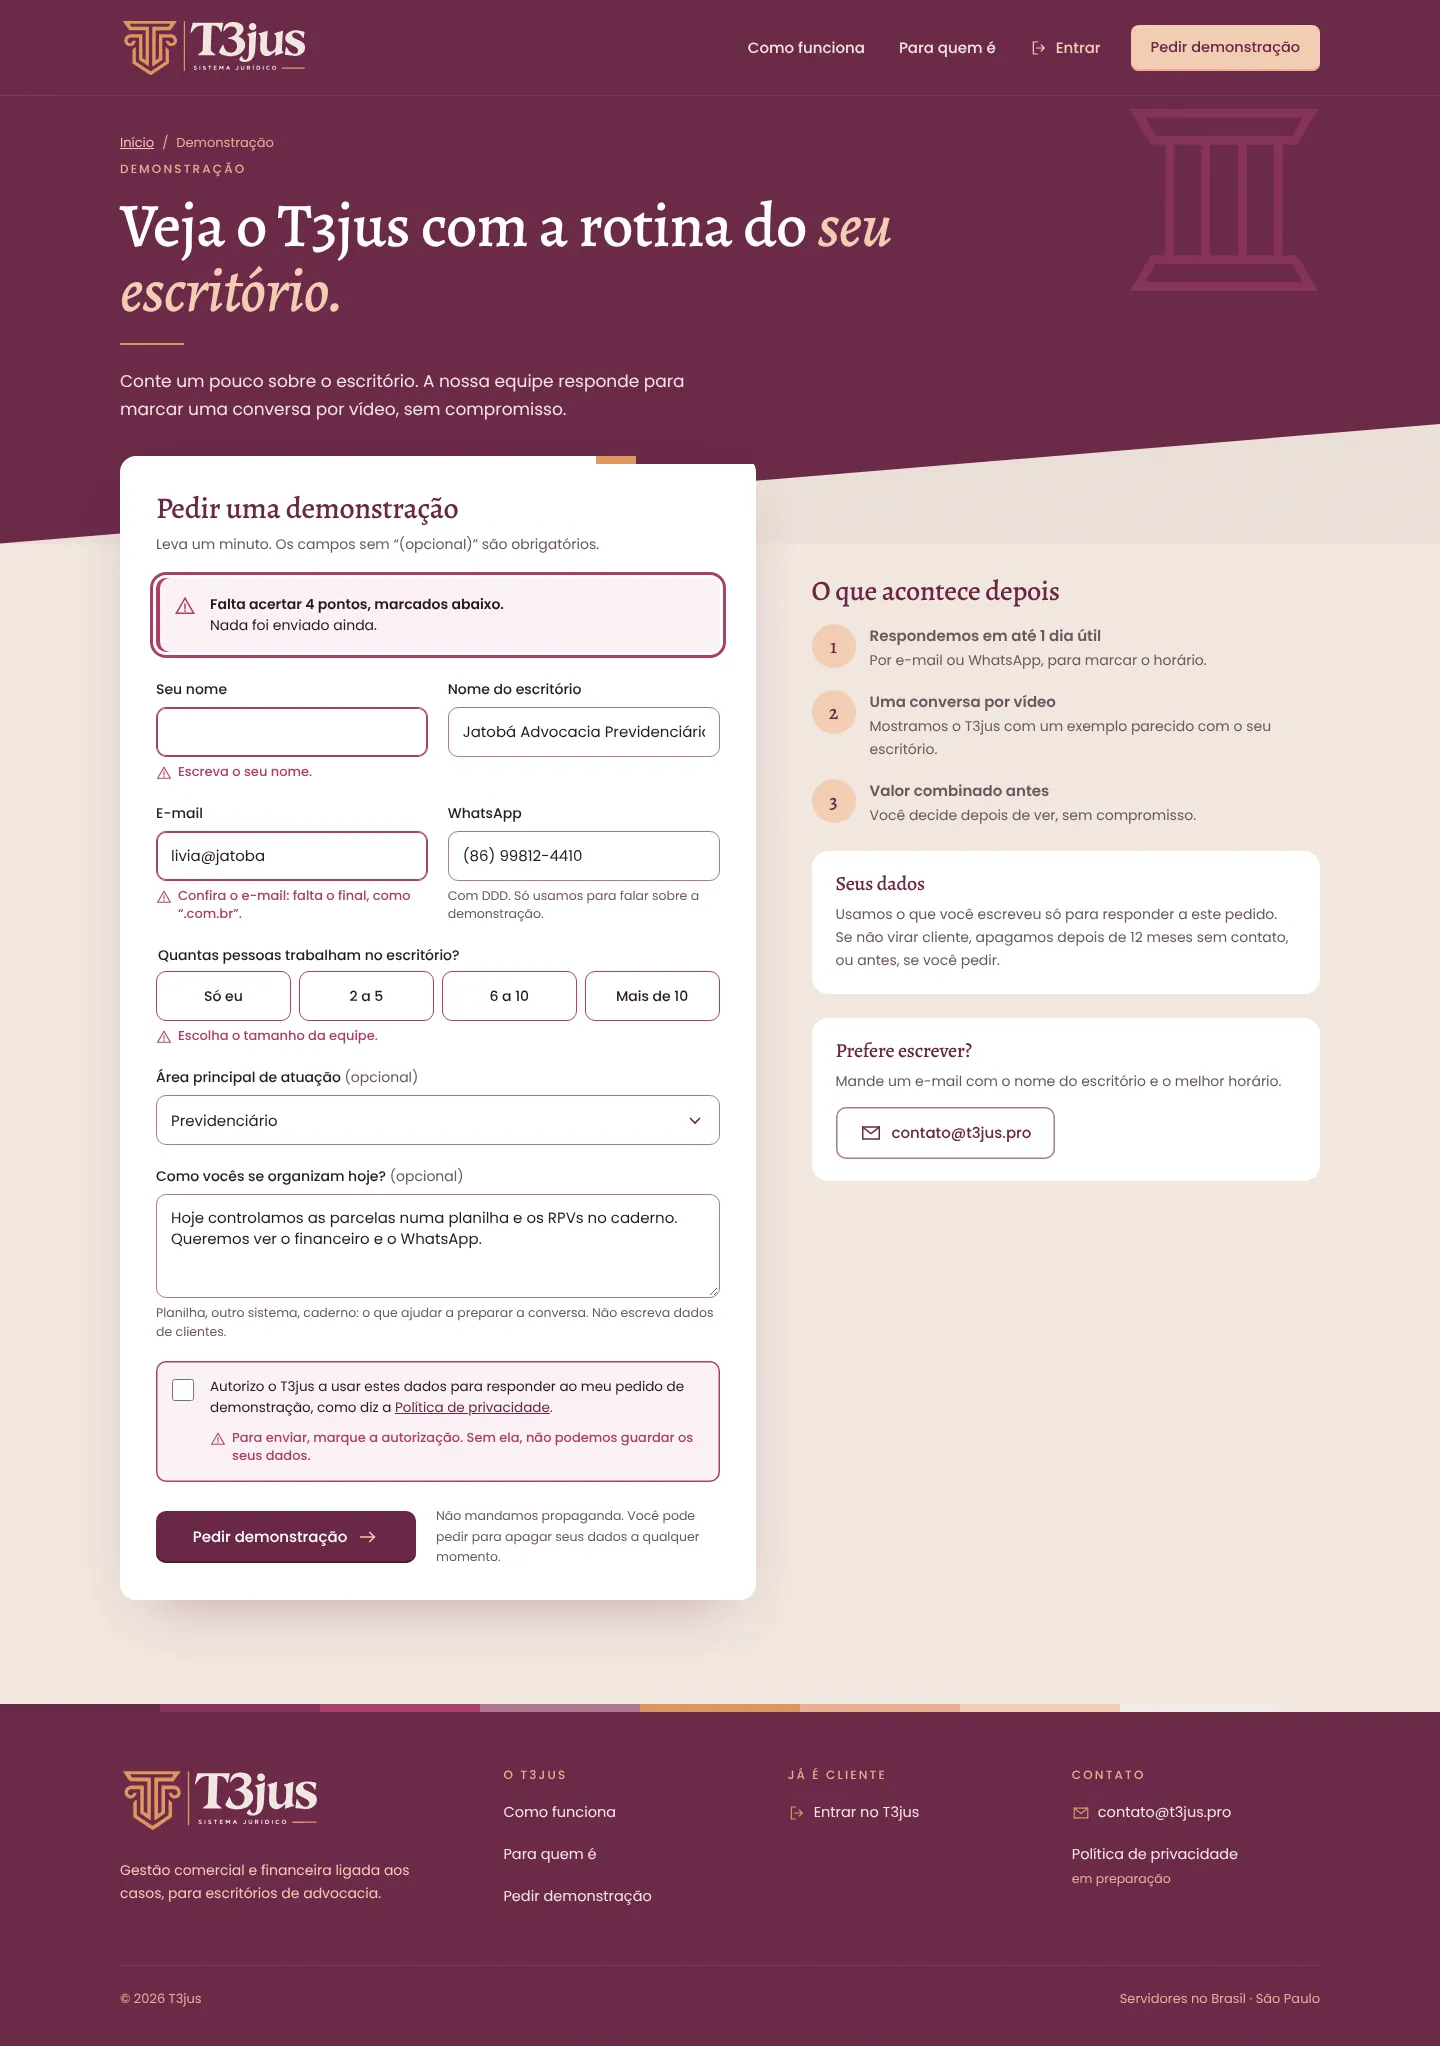 T3jus
SISTEMA JURÍDICO
Como funciona
Para quem é
Entrar
Pedir demonstração
Início / Demonstração
DEMONSTRAÇÃO
Veja o T3jus com a rotina do seu
escritório.
Conte um pouco sobre o escritório. A nossa equipe responde para
marcar uma conversa por vídeo, sem compromisso.
Pedir uma demonstração
Leva um minuto. Os campos sem “(opcional)” são obrigatórios.
Falta acertar 4 pontos, marcados abaixo.
Nada foi enviado ainda.
Seu nome
Escreva o seu nome.
Nome do escritório
Jatobá Advocacia Previdenciári
E-mail
livia@jatoba
Confira o e-mail: falta o final, como
“.com.br”.
WhatsApp
(86) 99812-4410
Com DDD. Só usamos para falar sobre a
demonstração.
Quantas pessoas trabalham no escritório?
Só eu
2 a 5
6 a 10
Mais de 10
Escolha o tamanho da equipe.
Área principal de atuação (opcional)
Previdenciário
Como vocês se organizam hoje? (opcional)
Hoje controlamos as parcelas numa planilha e os RPVs no caderno.
Queremos ver o financeiro e o WhatsApp.
Planilha, outro sistema, caderno: o que ajudar a preparar a conversa. Não escreva dados
de clientes.
Autorizo o T3jus a usar estes dados para responder ao meu pedido de
demonstração, como diz a Política de privacidade.
Para enviar, marque a autorização. Sem ela, não podemos guardar os
seus dados.
Pedir demonstração
Não mandamos propaganda. Você pode
pedir para apagar seus dados a qualquer
momento.
O que acontece depois
1
Respondemos em até 1 dia útil
Por e-mail ou WhatsApp, para marcar o horário.
2
Uma conversa por vídeo
Mostramos o T3jus com um exemplo parecido com o seu
escritório.
3
Valor combinado antes
Você decide depois de ver, sem compromisso.
Seus dados
Usamos o que você escreveu só para responder a este pedido.
Se não virar cliente, apagamos depois de 12 meses sem contato,
ou antes, se você pedir.
Prefere escrever?
Mande um e-mail com o nome do escritório e o melhor horário.
contato@t3jus.pro
T3jus
SISTEMA JURÍDICO
Gestão comercial e financeira ligada aos
casos, para escritórios de advocacia.
O T3JUS
Como funciona
Para quem é
Pedir demonstração
JÁ É CLIENTE
Entrar no T3jus
CONTATO
contato@t3jus.pro
Política de privacidade
em preparação
© 2026 T3jus
Servidores no Brasil · São Paulo